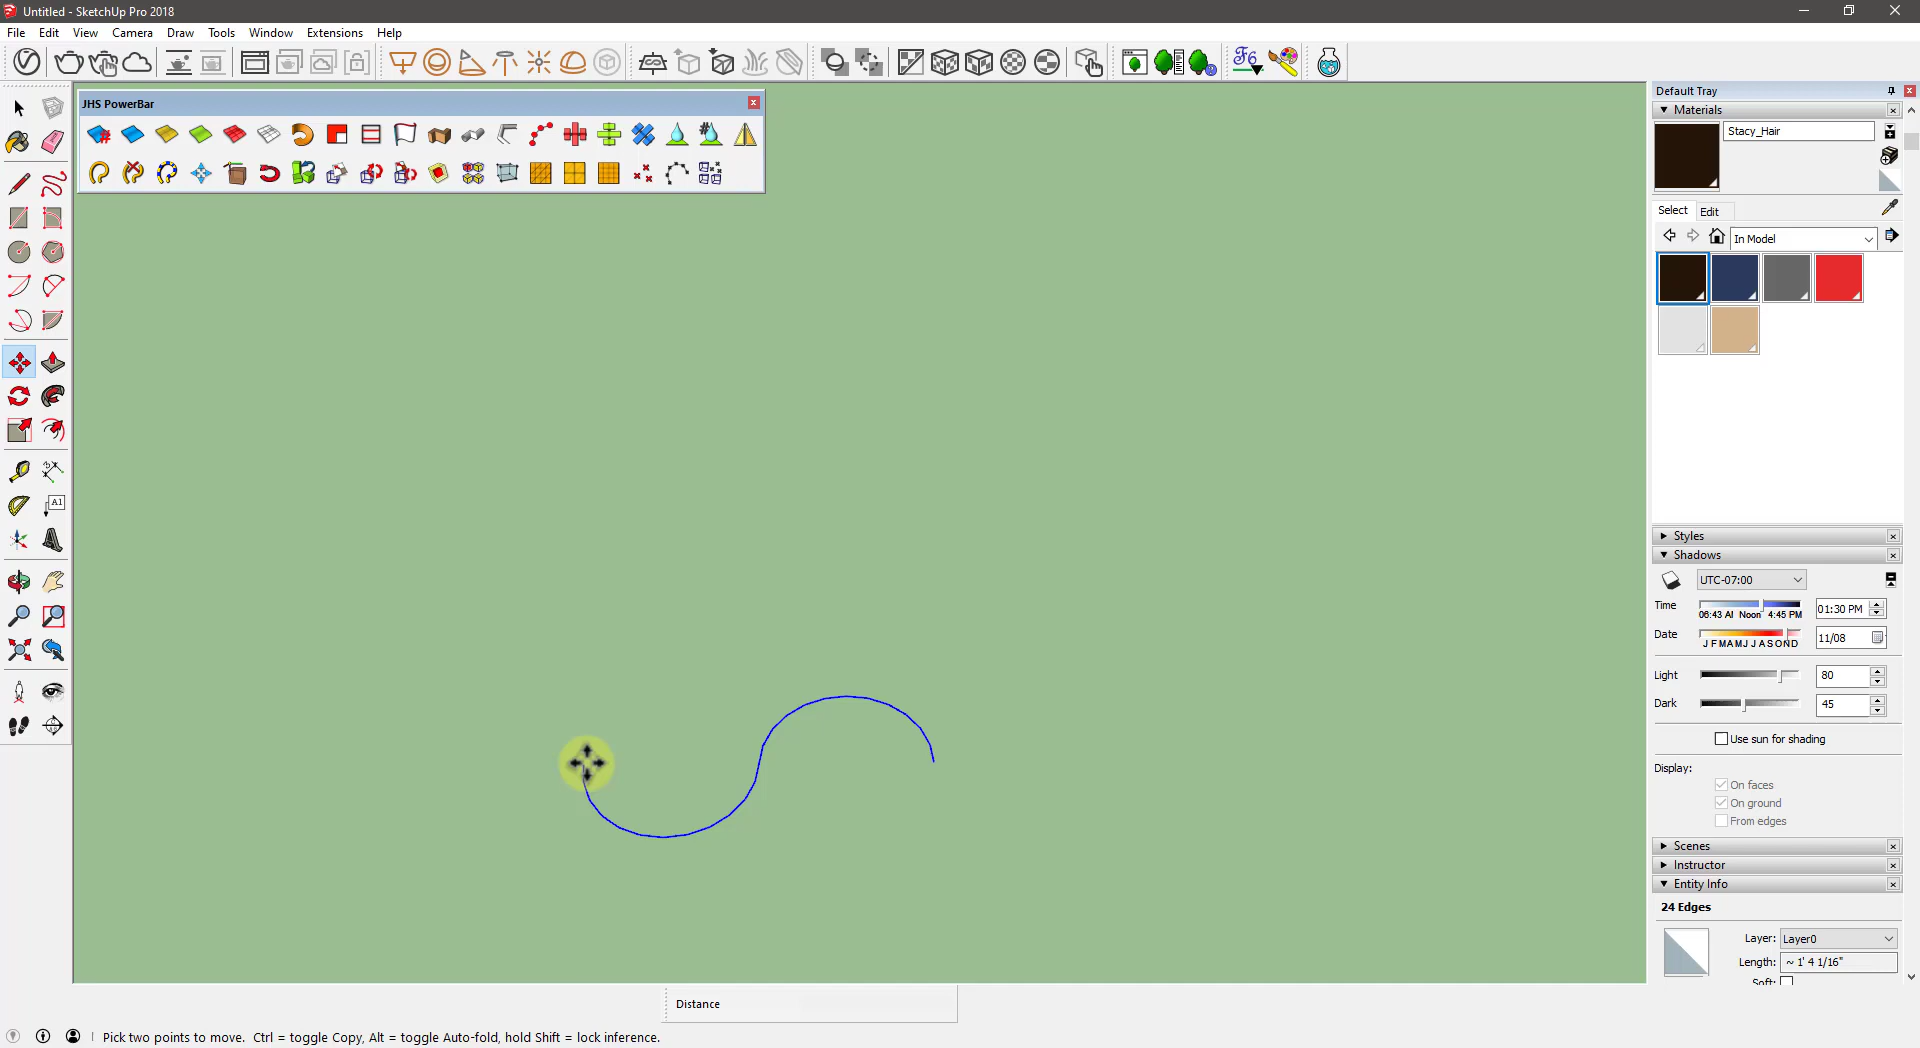 Untitled - SketchUp Pro 2018
File Edit View Camera Draw Tools Window Extensions Help
JHS PowerBar
Default Tray
Materials
Stacy_Hair
Select Edit
In Model
Styles
Shadows
UTC-07:00
Time 06:43 AI Noon 4:45 PM 01:30 PM
Date J F M A M J J A S O N D 11/08
Light 80
Dark 45
Use sun for shading
Display: On faces
On ground
From edges
Scenes
Instructor
Entity Info
24 Edges
Layer: Layer0
Length: ~ 1' 4 1/16"
Soft:
Distance
Pick two points to move. Ctrl = toggle Copy, Alt = toggle Auto-fold, hold Shift = lock inference.